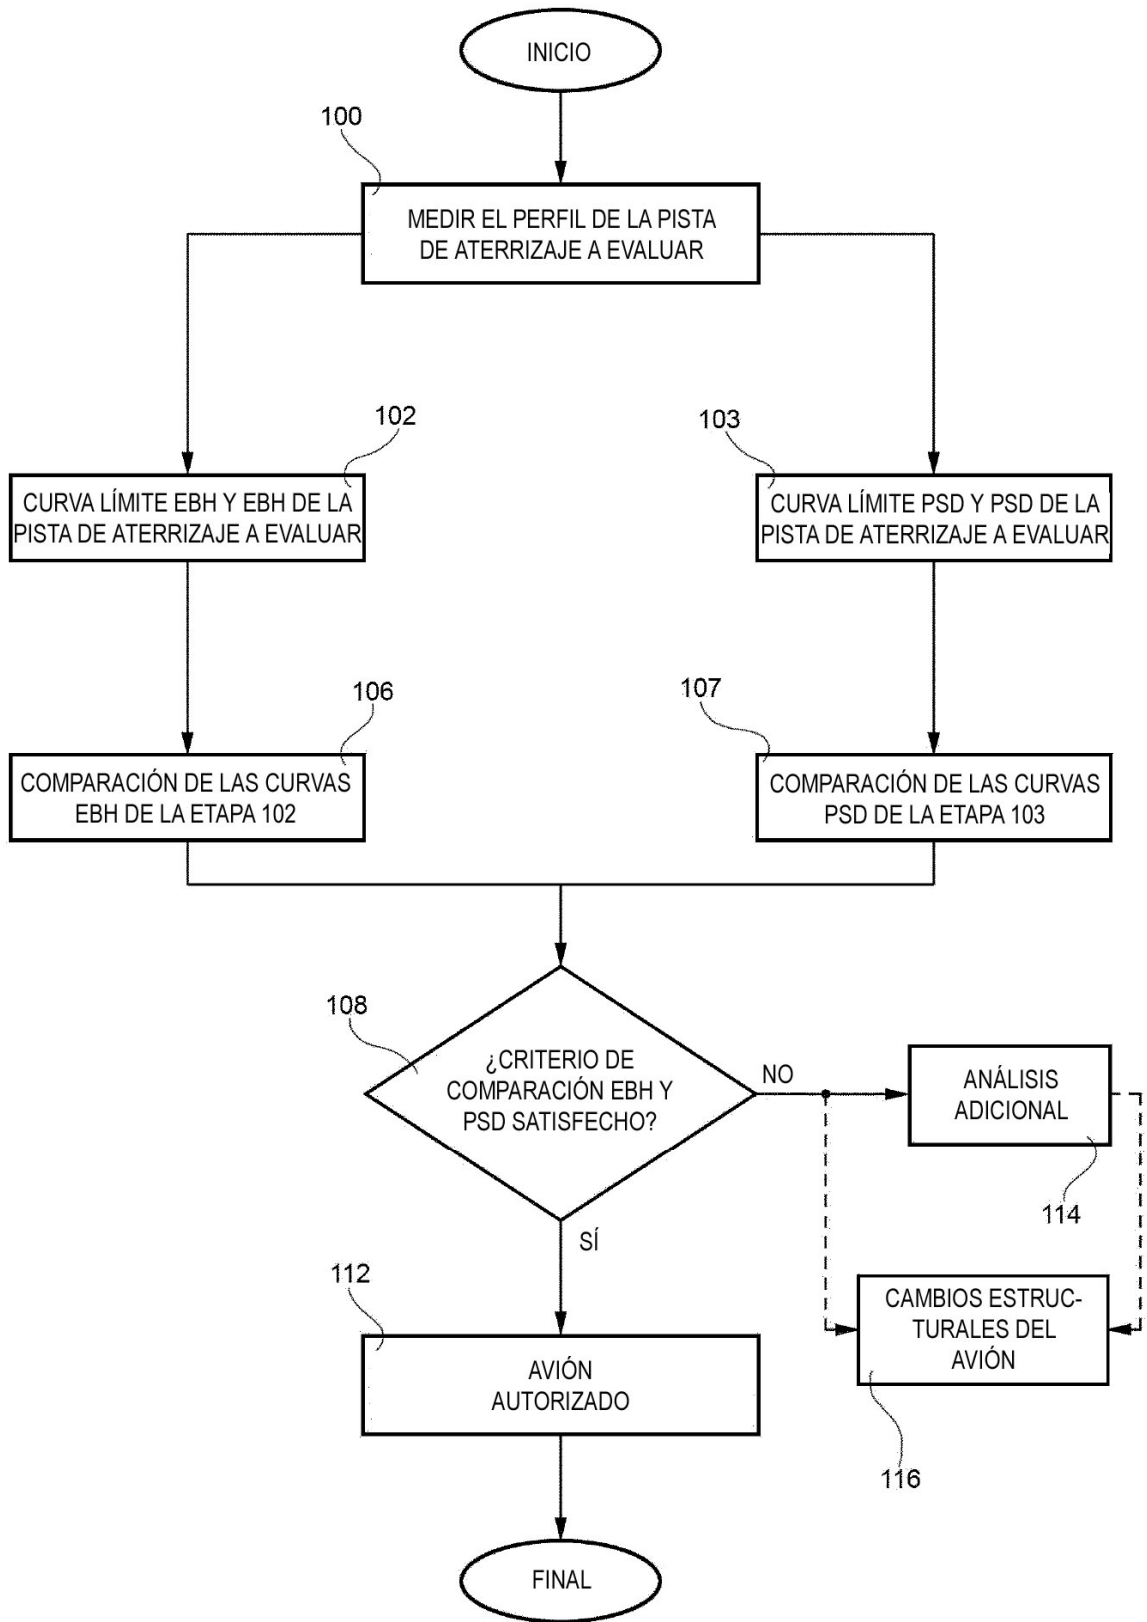 INICIO
100
MEDIR EL PERFIL DE LA PISTA
DE ATERRIZAJE A EVALUAR
102
CURVA LÍMITE EBH Y EBH DE LA
PISTA DE ATERRIZAJE A EVALUAR
103
CURVA LÍMITE PSD Y PSD DE LA
PISTA DE ATERRIZAJE A EVALUAR
106
COMPARACIÓN DE LAS CURVAS
EBH DE LA ETAPA 102
107
COMPARACIÓN DE LAS CURVAS
PSD DE LA ETAPA 103
108
¿CRITERIO DE
COMPARACIÓN EBH Y
PSD SATISFECHO?
NO
ANÁLISIS
ADICIONAL
114
SÍ
CAMBIOS ESTRUC-
TURALES DEL
AVIÓN
116
112
AVIÓN
AUTORIZADO
FINAL